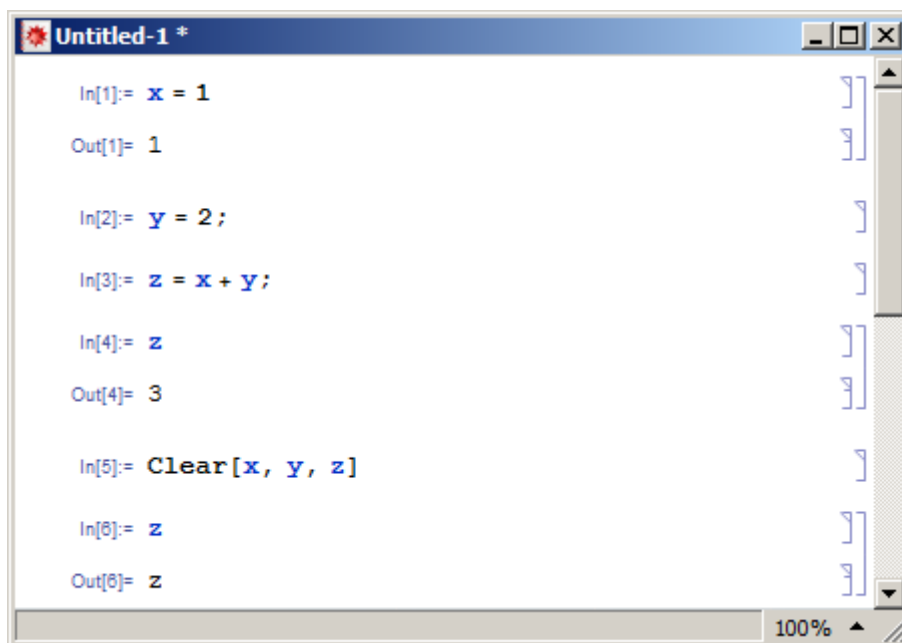 Untitled-1 *
In[1]:= x = 1
Out[1]= 1
In[2]:= y = 2;
In[3]:= z = x + y;
In[4]:= z
Out[4]= 3
In[5]:= Clear[x, y, z]
In[6]:= z
Out[6]= z
100%